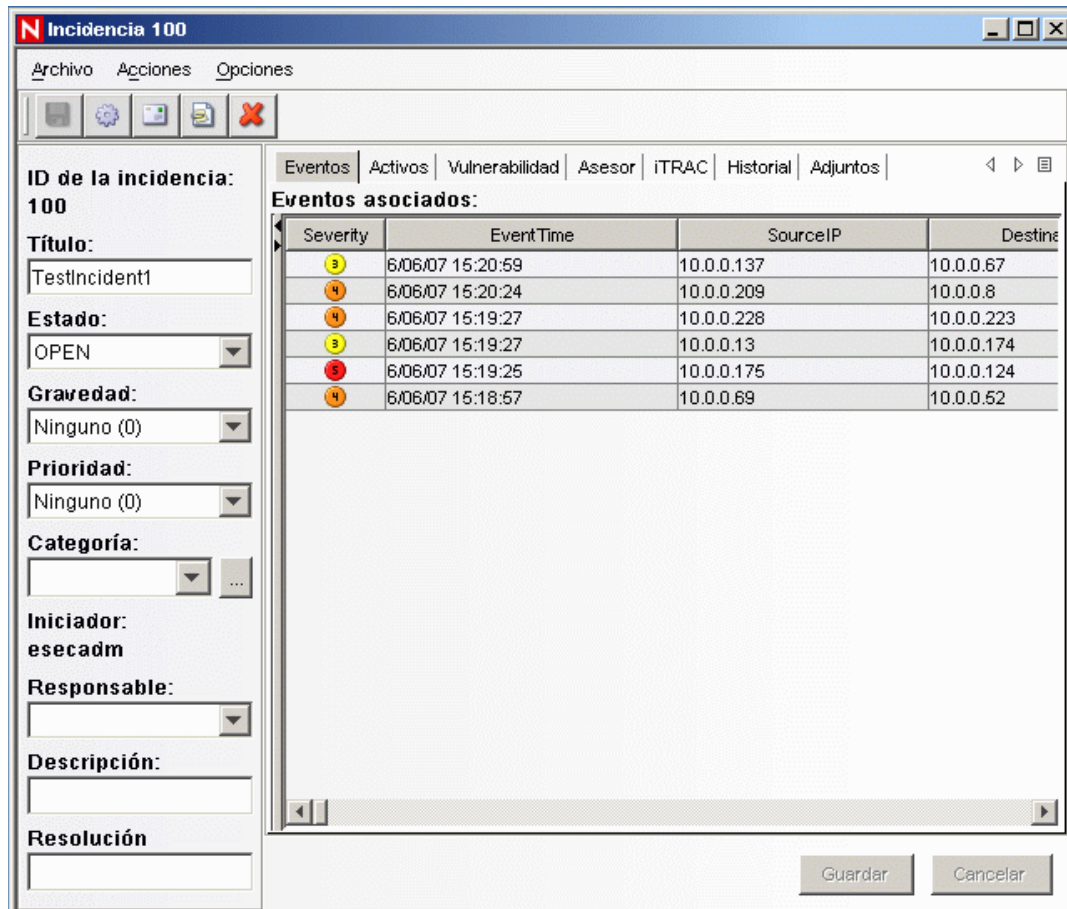 N Incidencia 100
Archivo Acciones Opciones
ID de la incidencia:
100
Título:
TestIncident1
Estado:
OPEN
Gravedad:
Ninguno (0)
Prioridad:
Ninguno (0)
Categoría:
...
Iniciador:
esecadm
Responsable:
Descripción:
Resolución
Eventos Activos Vulnerabilidad Asesor iTRAC Historial Adjuntos
Eventos asociados:
Severity EventTime SourceIP Destina
3 6/06/07 15:20:59 10.0.0.137 10.0.0.67
4 6/06/07 15:20:24 10.0.0.209 10.0.0.8
4 6/06/07 15:19:27 10.0.0.228 10.0.0.223
3 6/06/07 15:19:27 10.0.0.13 10.0.0.174
5 6/06/07 15:19:25 10.0.0.175 10.0.0.124
4 6/06/07 15:18:57 10.0.0.69 10.0.0.52
Guardar Cancelar